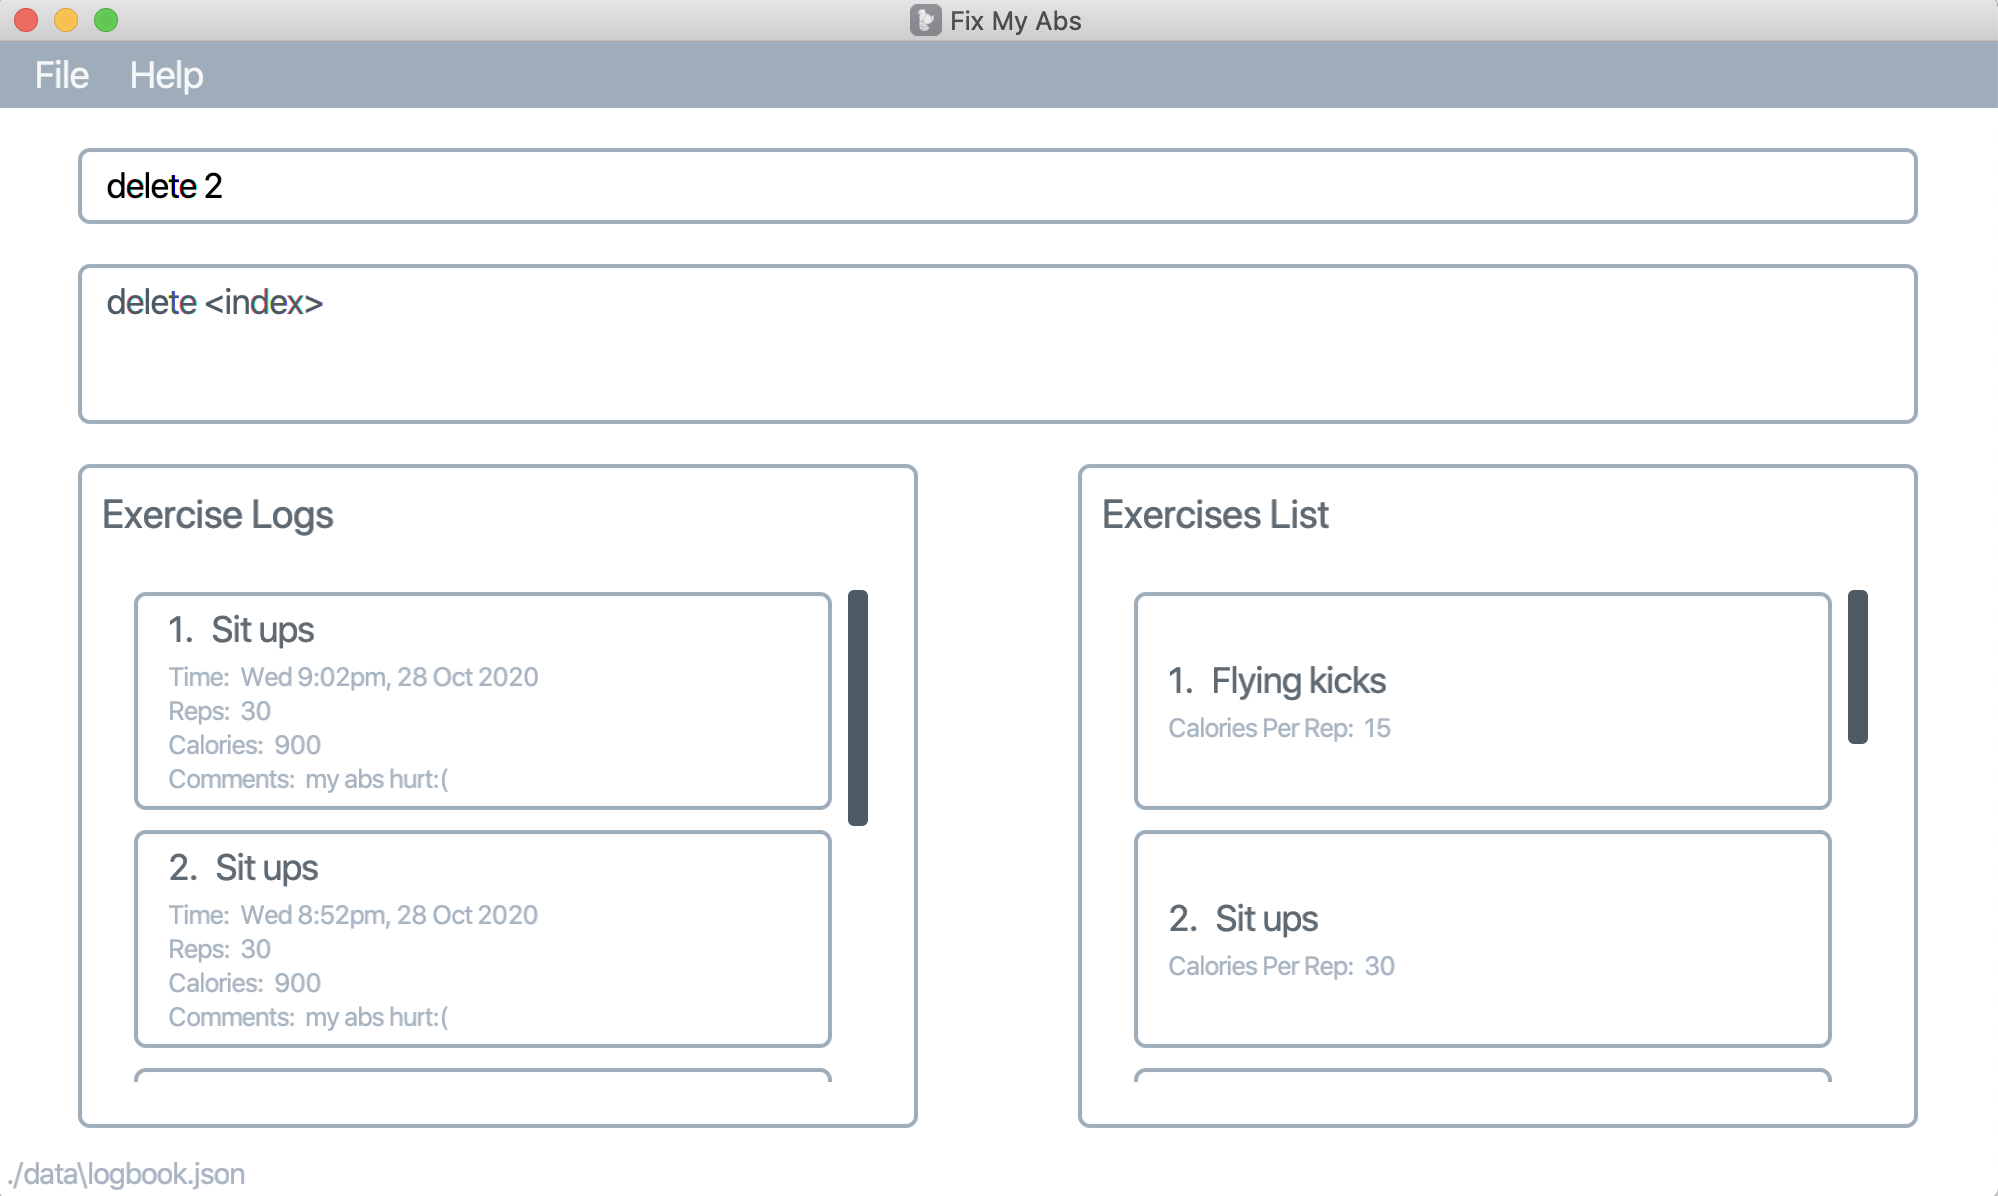 Fix My Abs
File Help
delete 2
delete <index>
Exercise Logs
1. Sit ups
Time: Wed 9:02pm, 28 Oct 2020
Reps: 30
Calories: 900
Comments: my abs hurt:(
2. Sit ups
Time: Wed 8:52pm, 28 Oct 2020
Reps: 30
Calories: 900
Comments: my abs hurt:(
Exercises List
1. Flying kicks
Calories Per Rep: 15
2. Sit ups
Calories Per Rep: 30
./data\logbook.json